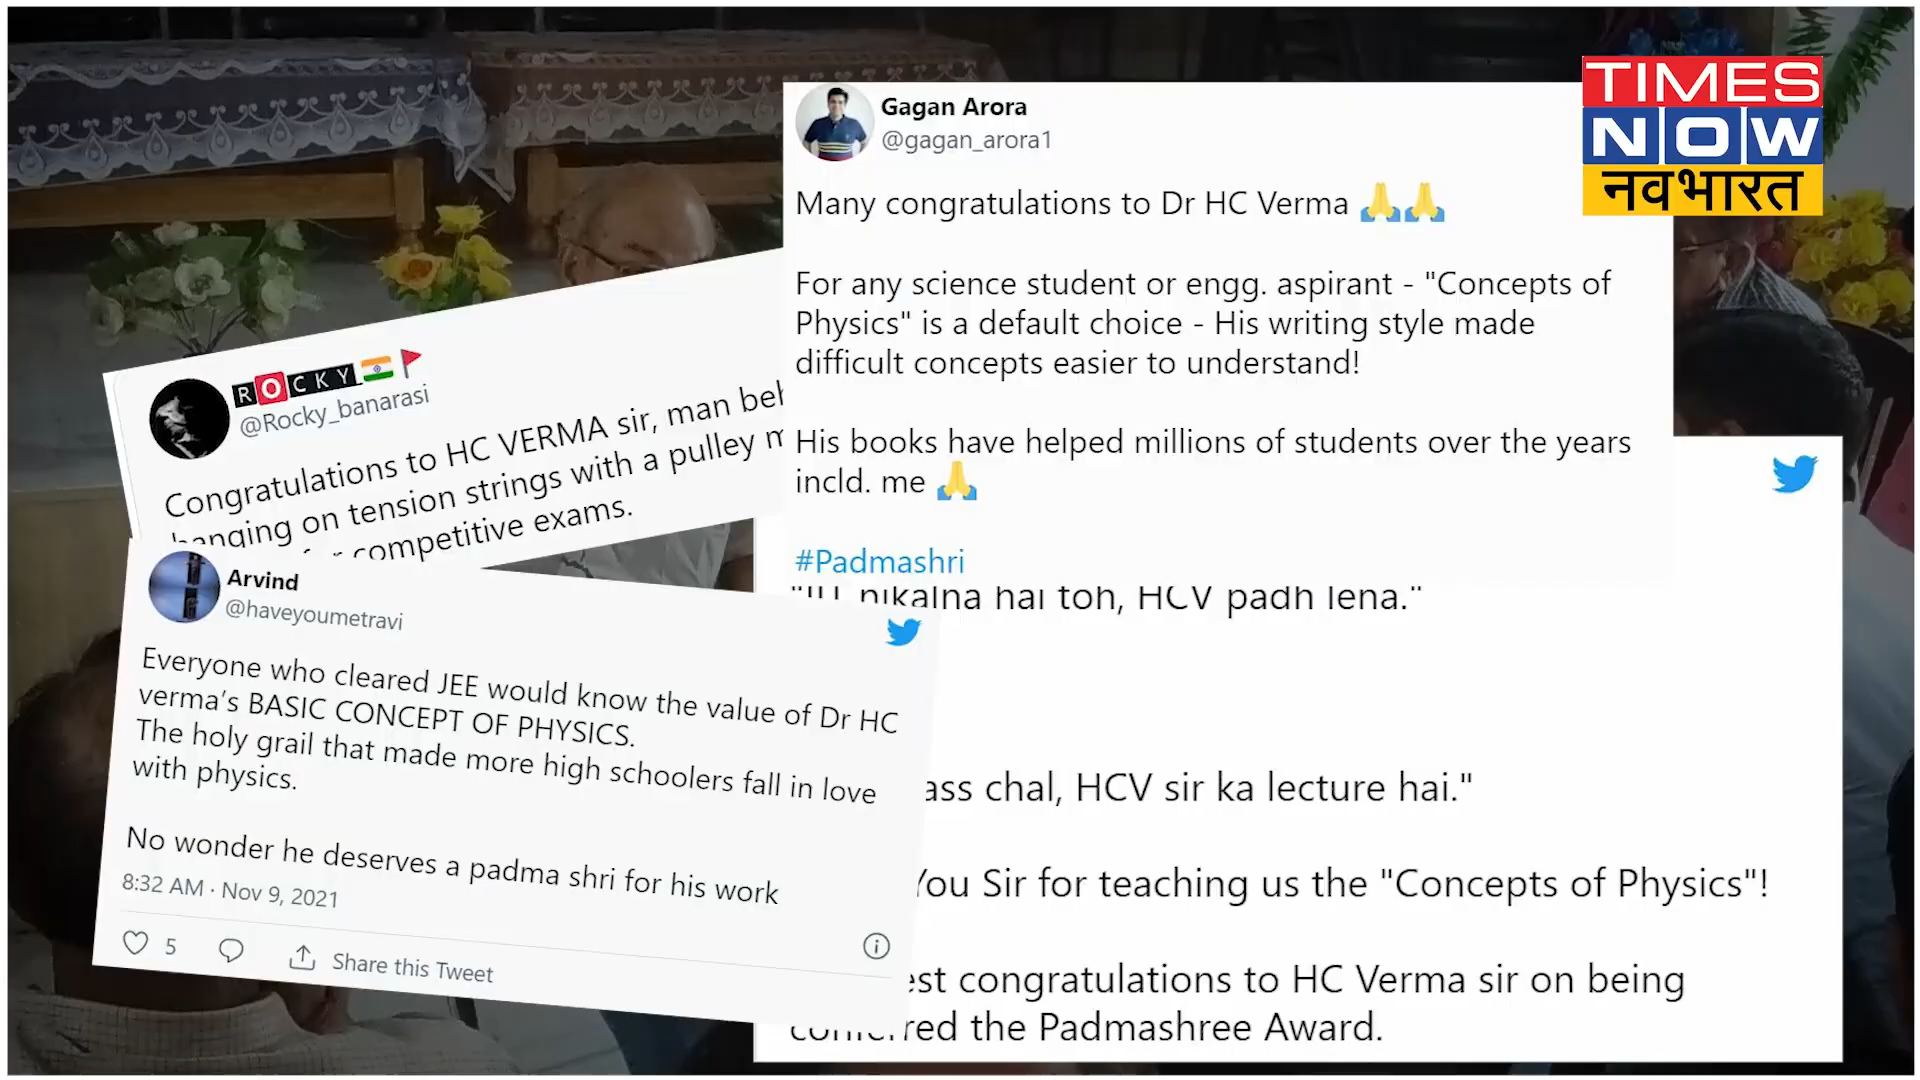 TIMES
NOW
नवभारत
Gagan Arora
@gagan_arora1
Many congratulations to Dr HC Verma 🙏🙏
For any science student or engg. aspirant - "Concepts of
Physics" is a default choice - His writing style made
difficult concepts easier to understand!
His books have helped millions of students over the years
incld. me 🙏
#Padmashri
ROCKY🇮🇳🚩
@Rocky_banarasi
Congratulations to HC VERMA sir, man
hanging on tension strings with a pulley
competitive exams.
Arvind
@haveyoumetravi
Everyone who cleared JEE would know the value of Dr HC
verma's BASIC CONCEPT OF PHYSICS.
The holy grail that made more high schoolers fall in love
with physics.
No wonder he deserves a padma shri for his work
8:32 AM · Nov 9, 2021
5
Share this Tweet
nikalna hai toh, HCV padh lena."
chal, HCV sir ka lecture hai."
You Sir for teaching us the "Concepts of Physics"!
congratulations to HC Verma sir on being
the Padmashree Award.